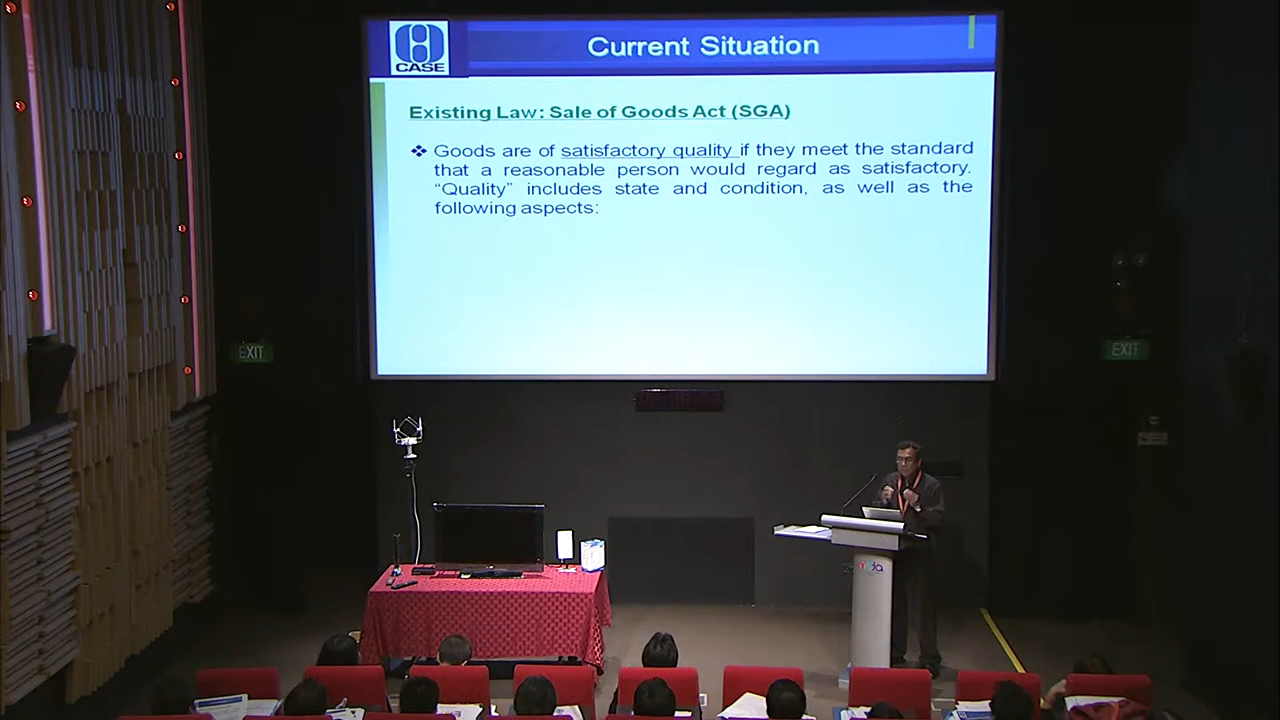 CASE
Current Situation
Existing Law: Sale of Goods Act (SGA)
❖ Goods are of satisfactory quality if they meet the standard
that a reasonable person would regard as satisfactory.
“Quality” includes state and condition, as well as the
following aspects:
EXIT
EXIT